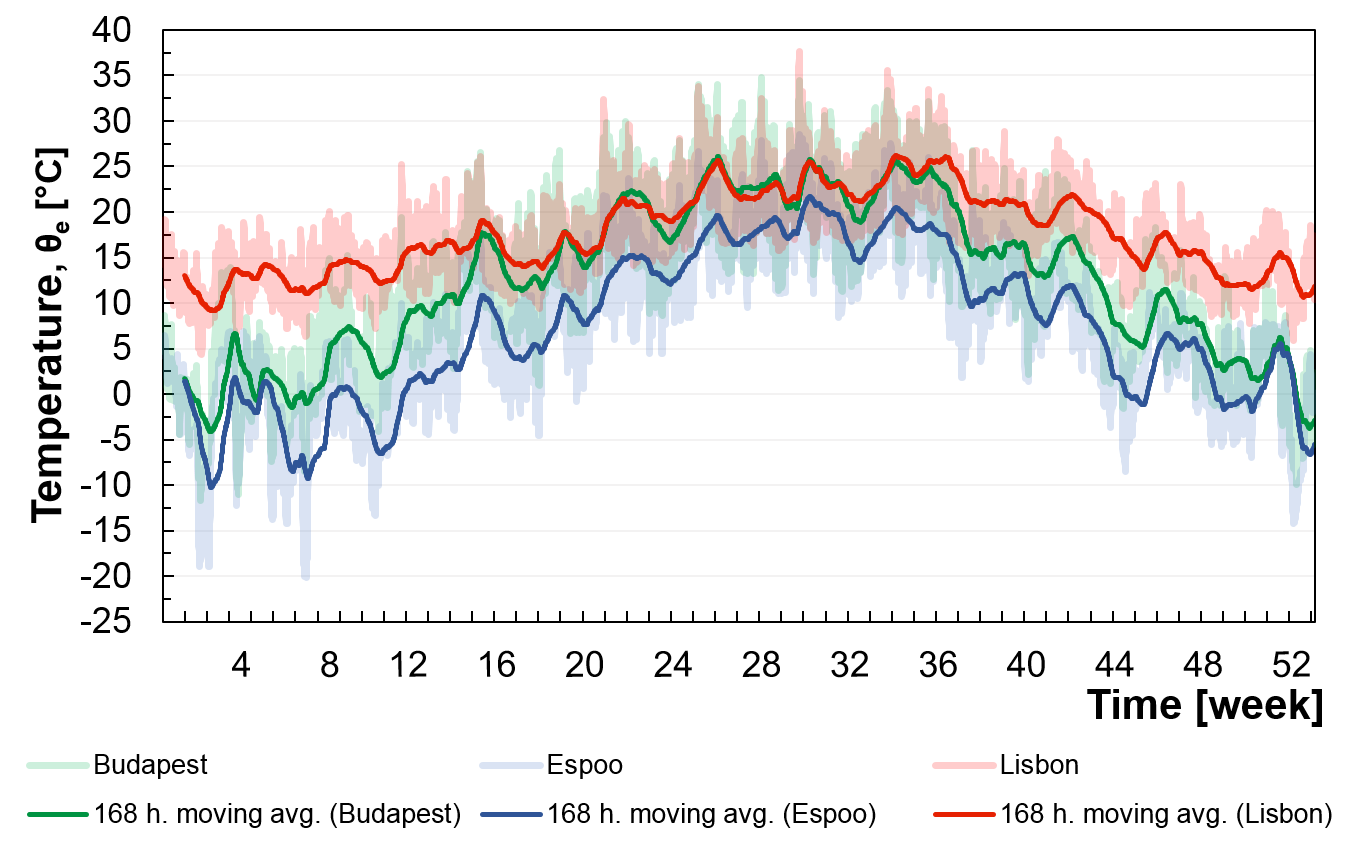 40
35
30
25
20
15
10
5
0
-5
-10
-15
-20
-25
Temperature, θe [°C]
4 8 12 16 20 24 28 32 36 40 44 48 52
Time [week]
Budapest Espoo Lisbon
168 h. moving avg. (Budapest) 168 h. moving avg. (Espoo) 168 h. moving avg. (Lisbon)